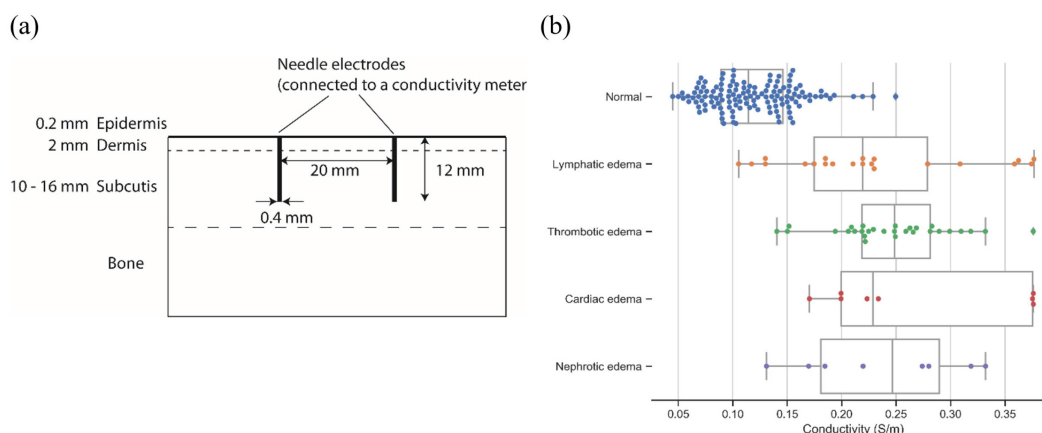 (a)
Needle electrodes
(connected to a conductivity meter
0.2 mm Epidermis
2 mm Dermis
10 - 16 mm Subcutis
20 mm
12 mm
0.4 mm
Bone
(b)
Normal
Lymphatic edema
Thrombotic edema
Cardiac edema
Nephrotic edema
0.05 0.10 0.15 0.20 0.25 0.30 0.35
Conductivity (S/m)